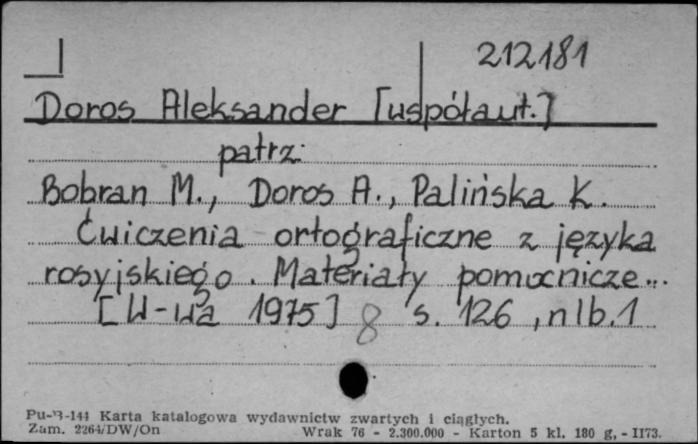 212181
Doros Aleksander [współaut.]
patrz:
Bobran M., Doros A., Palińska K.
Ćwiczenia ortograficzne z języka
rosyjskiego. Materiały pomocnicze...
[W-wa 1975] 8 s. 126, nlb. 1
Pu-B-144 Karta katalogowa wydawnictw zwartych i ciągłych.
Zam. 2264/DW/On Wrak 76 - 2.300.000 - Karton 5 kl. 180 g, - II73.